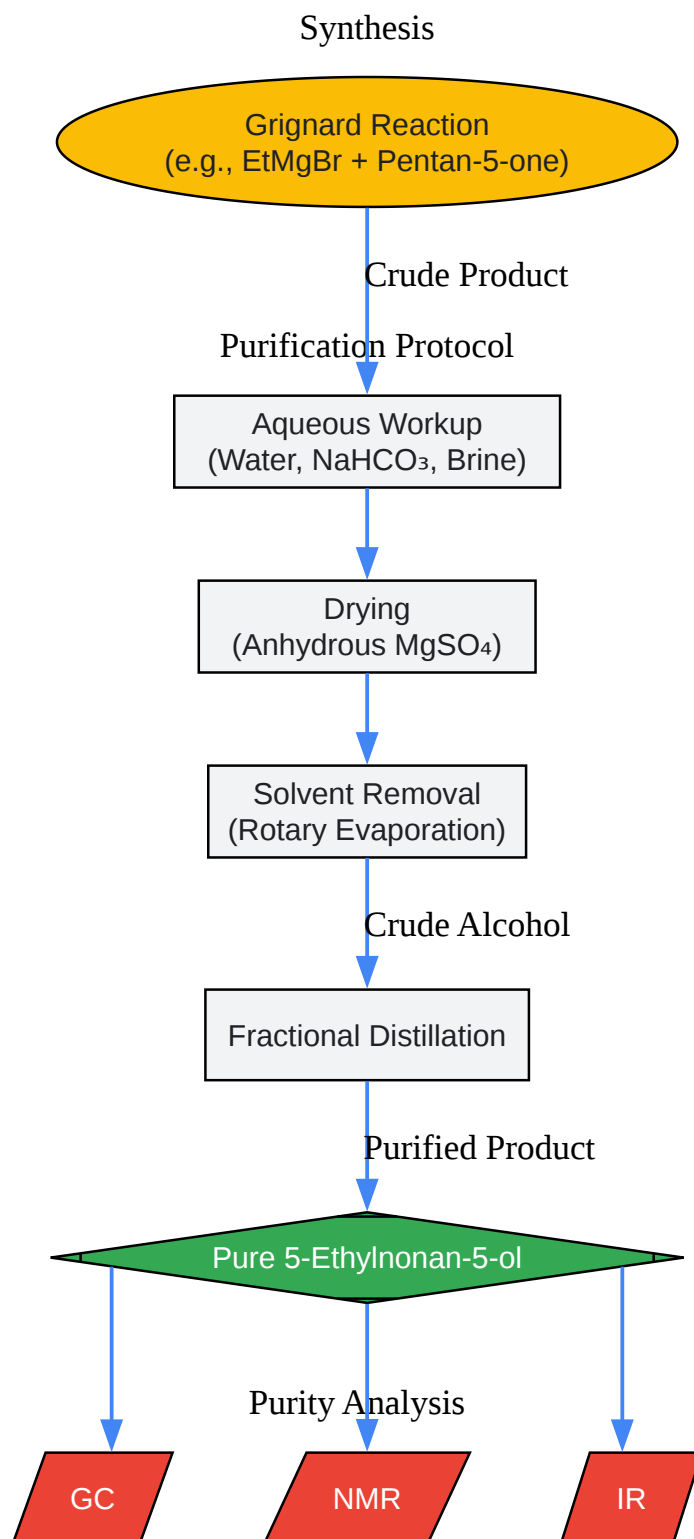 Synthesis
Grignard Reaction
(e.g., EtMgBr + Pentan-5-one)
Crude Product
Purification Protocol
Aqueous Workup
(Water, NaHCO₃, Brine)
Drying
(Anhydrous MgSO₄)
Solvent Removal
(Rotary Evaporation)
Crude Alcohol
Fractional Distillation
Purified Product
Pure 5-Ethylnonan-5-ol
Purity Analysis
GC
NMR
IR